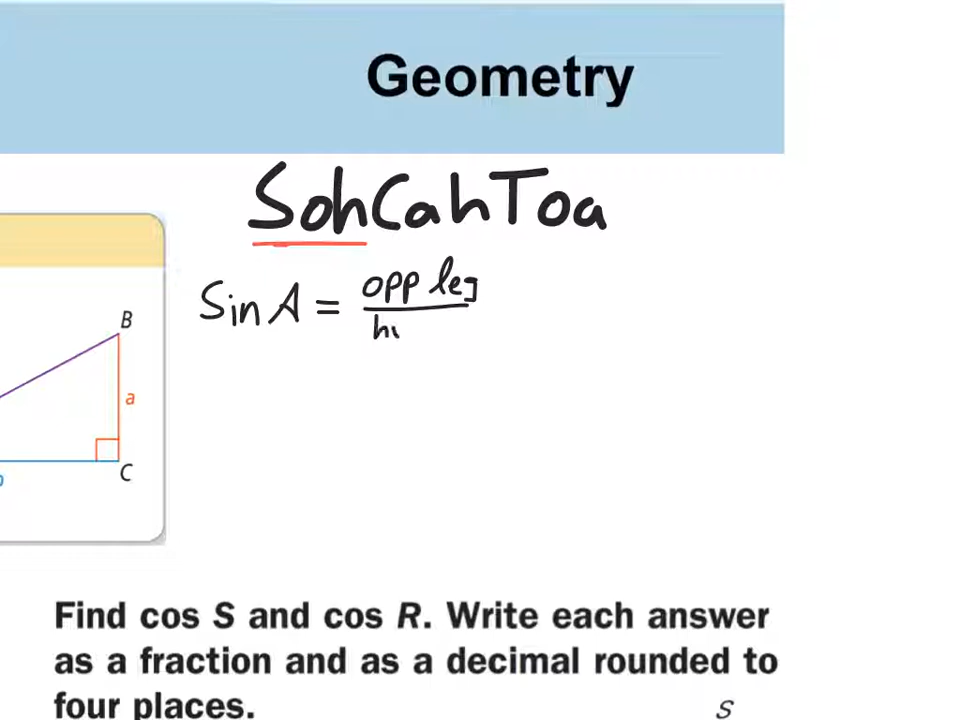 Geometry
SohCahToa
Sin A = opp leg
B
a
C
Find cos S and cos R. Write each answer
as a fraction and as a decimal rounded to
four places.
S